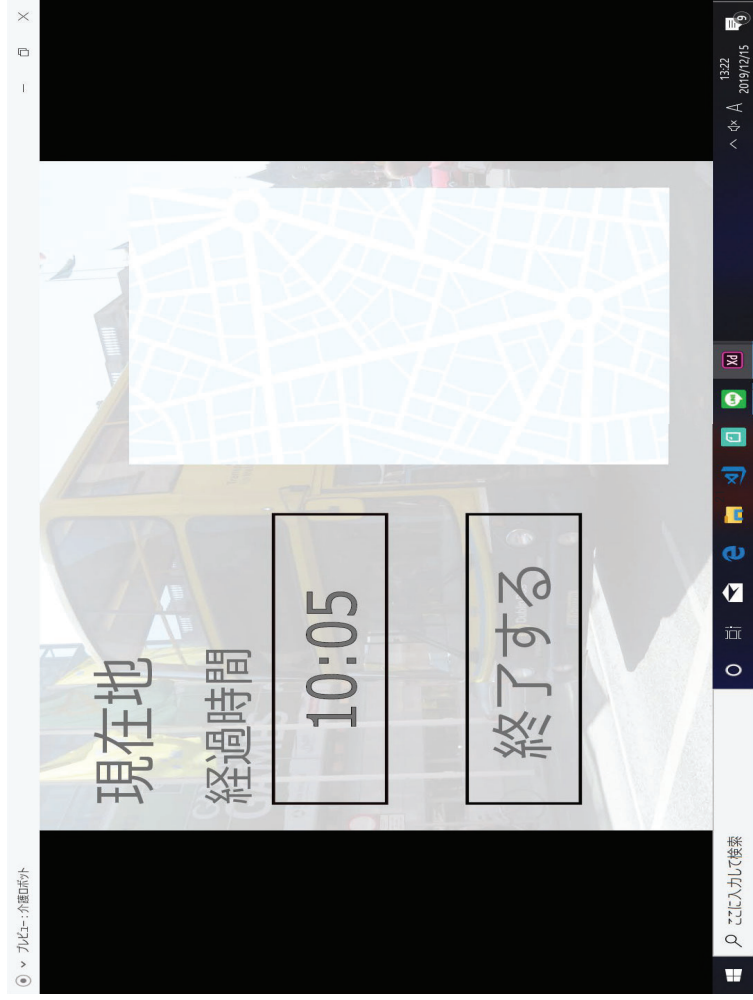 プレビュー: 介護ロボット
現在地
経過時間
10:05
終了する
ここに入力して検索
A
13:22
2019/12/15
9
Xd